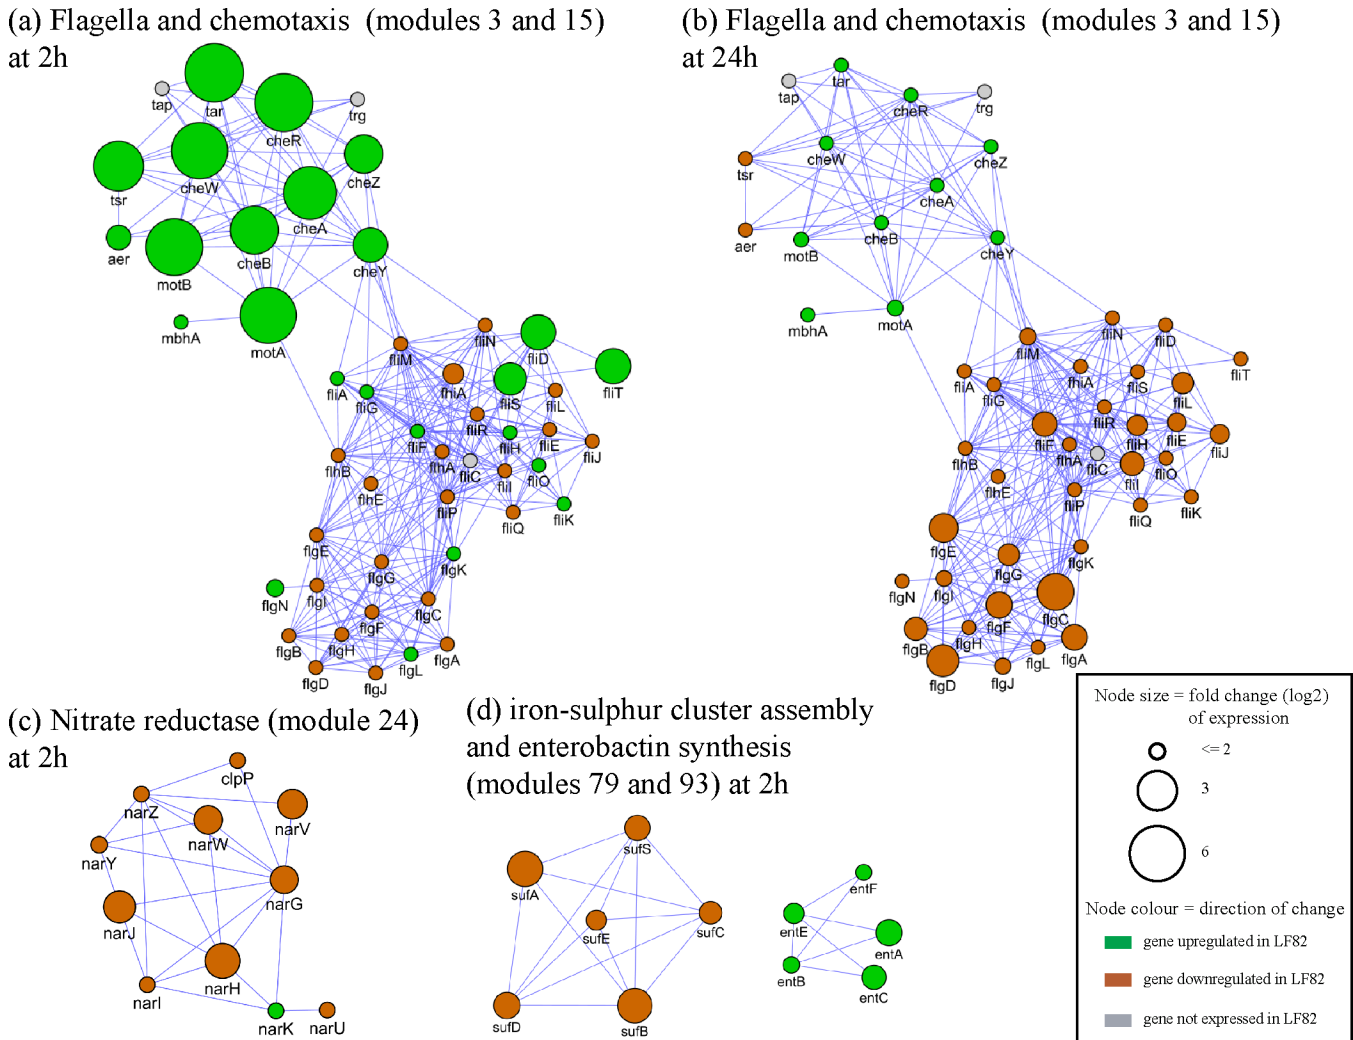 (a) Flagella and chemotaxis (modules 3 and 15)
at 2h
tap
tar
trg
cheR
cheW
cheZ
tsr
cheA
aer
cheB
cheY
motB
mbhA
motA
fliN
fliD
fliM
fliT
fliA
fhiA
fliS
fliG
fliL
fliR
fliF
fliH
fliE
fliJ
flhB
flhA
fliC
fliI
fliO
flhE
fliP
fliQ
fliK
flgE
flgG
flgK
flgN
flgI
flgC
flgF
flgB
flgH
flgA
flgL
flgD
flgJ
(b) Flagella and chemotaxis (modules 3 and 15)
at 24h
tap
tar
trg
cheR
cheW
cheZ
tsr
cheA
aer
cheB
cheY
motB
mbhA
motA
fliN
fliD
fliM
fliT
fliA
fhiA
fliS
fliG
fliL
fliR
fliF
fliH
fliE
fliJ
flhB
flhA
fliC
fliI
fliO
flhE
fliP
fliQ
fliK
flgE
flgG
flgK
flgN
flgI
flgC
flgF
flgB
flgH
flgA
flgL
flgD
flgJ
(c) Nitrate reductase (module 24)
at 2h
clpP
narZ
narV
narW
narY
narG
narJ
narH
narI
narK
narU
(d) iron-sulphur cluster assembly
and enterobactin synthesis
(modules 79 and 93) at 2h
sufS
sufA
sufC
sufE
sufD
sufB
entF
entE
entA
entB
entC
Node size = fold change (log2)
of expression
<= 2
3
6
Node colour = direction of change
gene upregulated in LF82
gene downregulated in LF82
gene not expressed in LF82